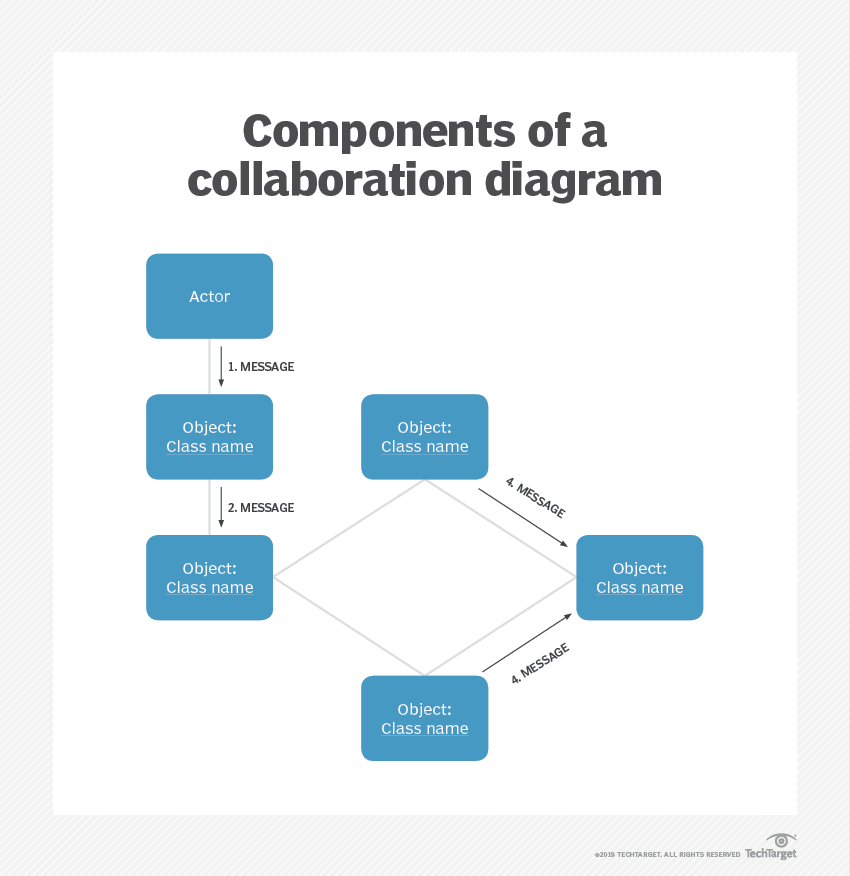 Components of a
collaboration diagram
Actor
1. MESSAGE
Object:
Class name
Object:
Class name
2. MESSAGE
4. MESSAGE
Object:
Class name
Object:
Class name
4. MESSAGE
Object:
Class name
©2019 TECHTARGET. ALL RIGHTS RESERVED TechTarget